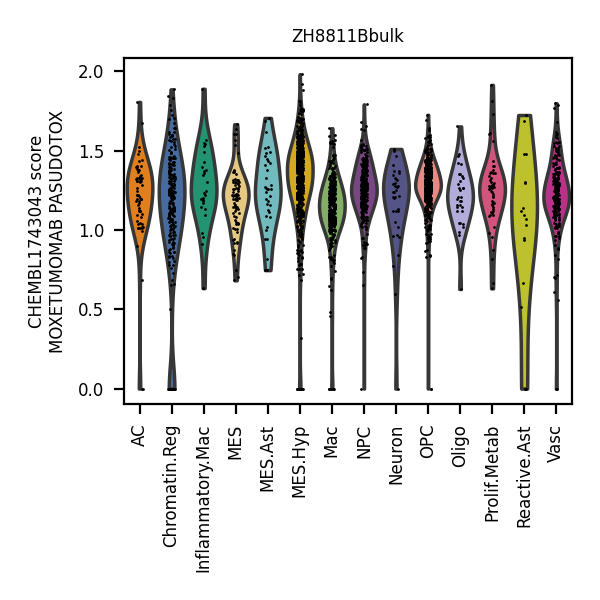 ZH8811Bbulk
CHEMBL1743043 score
MOXETUMOMAB PASUDOTOX
2.0
1.5
1.0
0.5
0.0
AC
Chromatin.Reg
Inflammatory.Mac
MES
MES.Ast
MES.Hyp
Mac
NPC
Neuron
OPC
Oligo
Prolif.Metab
Reactive.Ast
Vasc